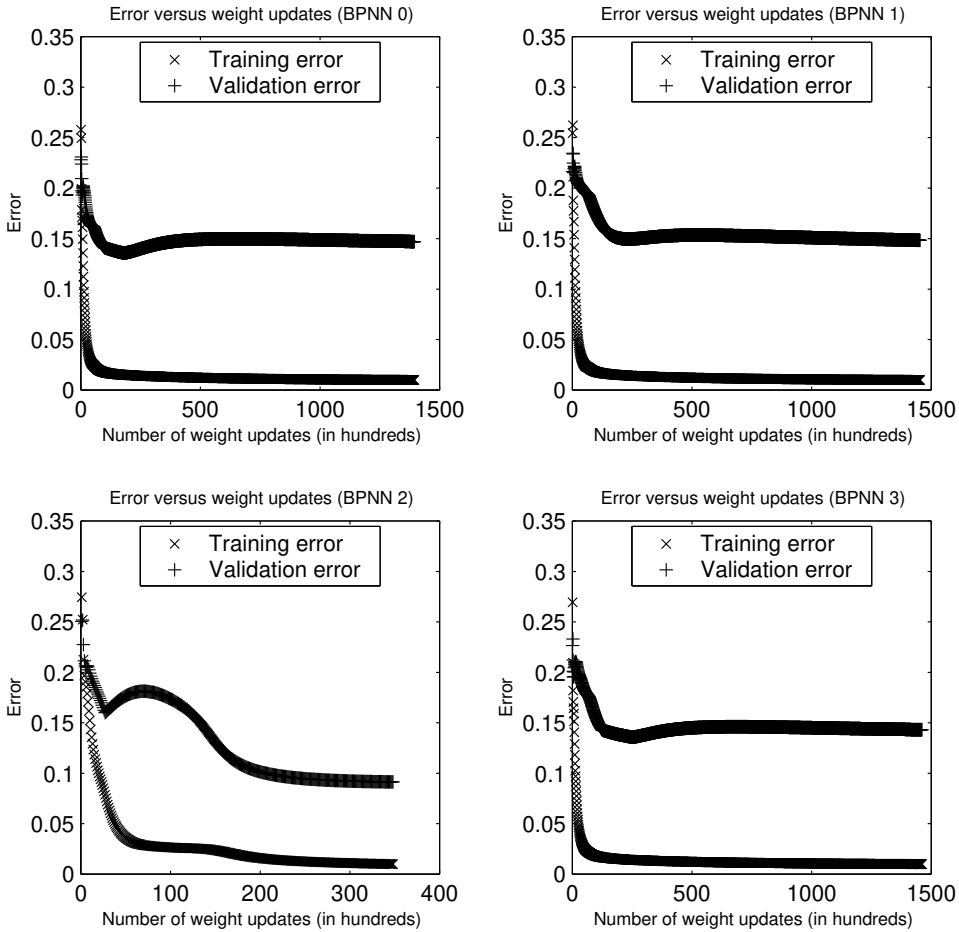 Error versus weight updates (BPNN 0)
0.35
0.3
0.25
0.2
0.15
0.1
0.05
0
Error
× Training error
+ Validation error
0 500 1000 1500
Number of weight updates (in hundreds)
Error versus weight updates (BPNN 1)
0.35
0.3
0.25
0.2
0.15
0.1
0.05
0
Error
× Training error
+ Validation error
0 500 1000 1500
Number of weight updates (in hundreds)
Error versus weight updates (BPNN 2)
0.35
0.3
0.25
0.2
0.15
0.1
0.05
0
Error
× Training error
+ Validation error
0 100 200 300 400
Number of weight updates (in hundreds)
Error versus weight updates (BPNN 3)
0.35
0.3
0.25
0.2
0.15
0.1
0.05
0
Error
× Training error
+ Validation error
0 500 1000 1500
Number of weight updates (in hundreds)